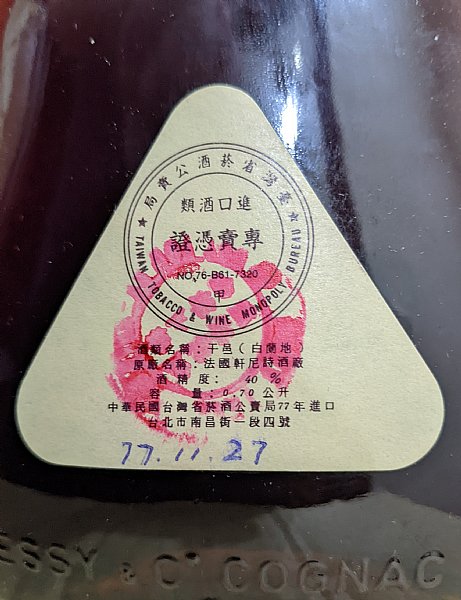 臺灣省菸酒公賣局
★ TAIWAN TOBACCO & WINE MONOPOLY BUREAU ★
進口酒類
專賣憑證
NO,76-B61-7320
甲
酒類名稱：干邑（白蘭地）
原廠名稱：法國軒尼詩酒廠
酒精度： 40 %
容量：0.70 公升
中華民國台灣省菸酒公賣局77年進口
台北市南昌街一段四號
77.11.27
ESSY & Cº COGNAC